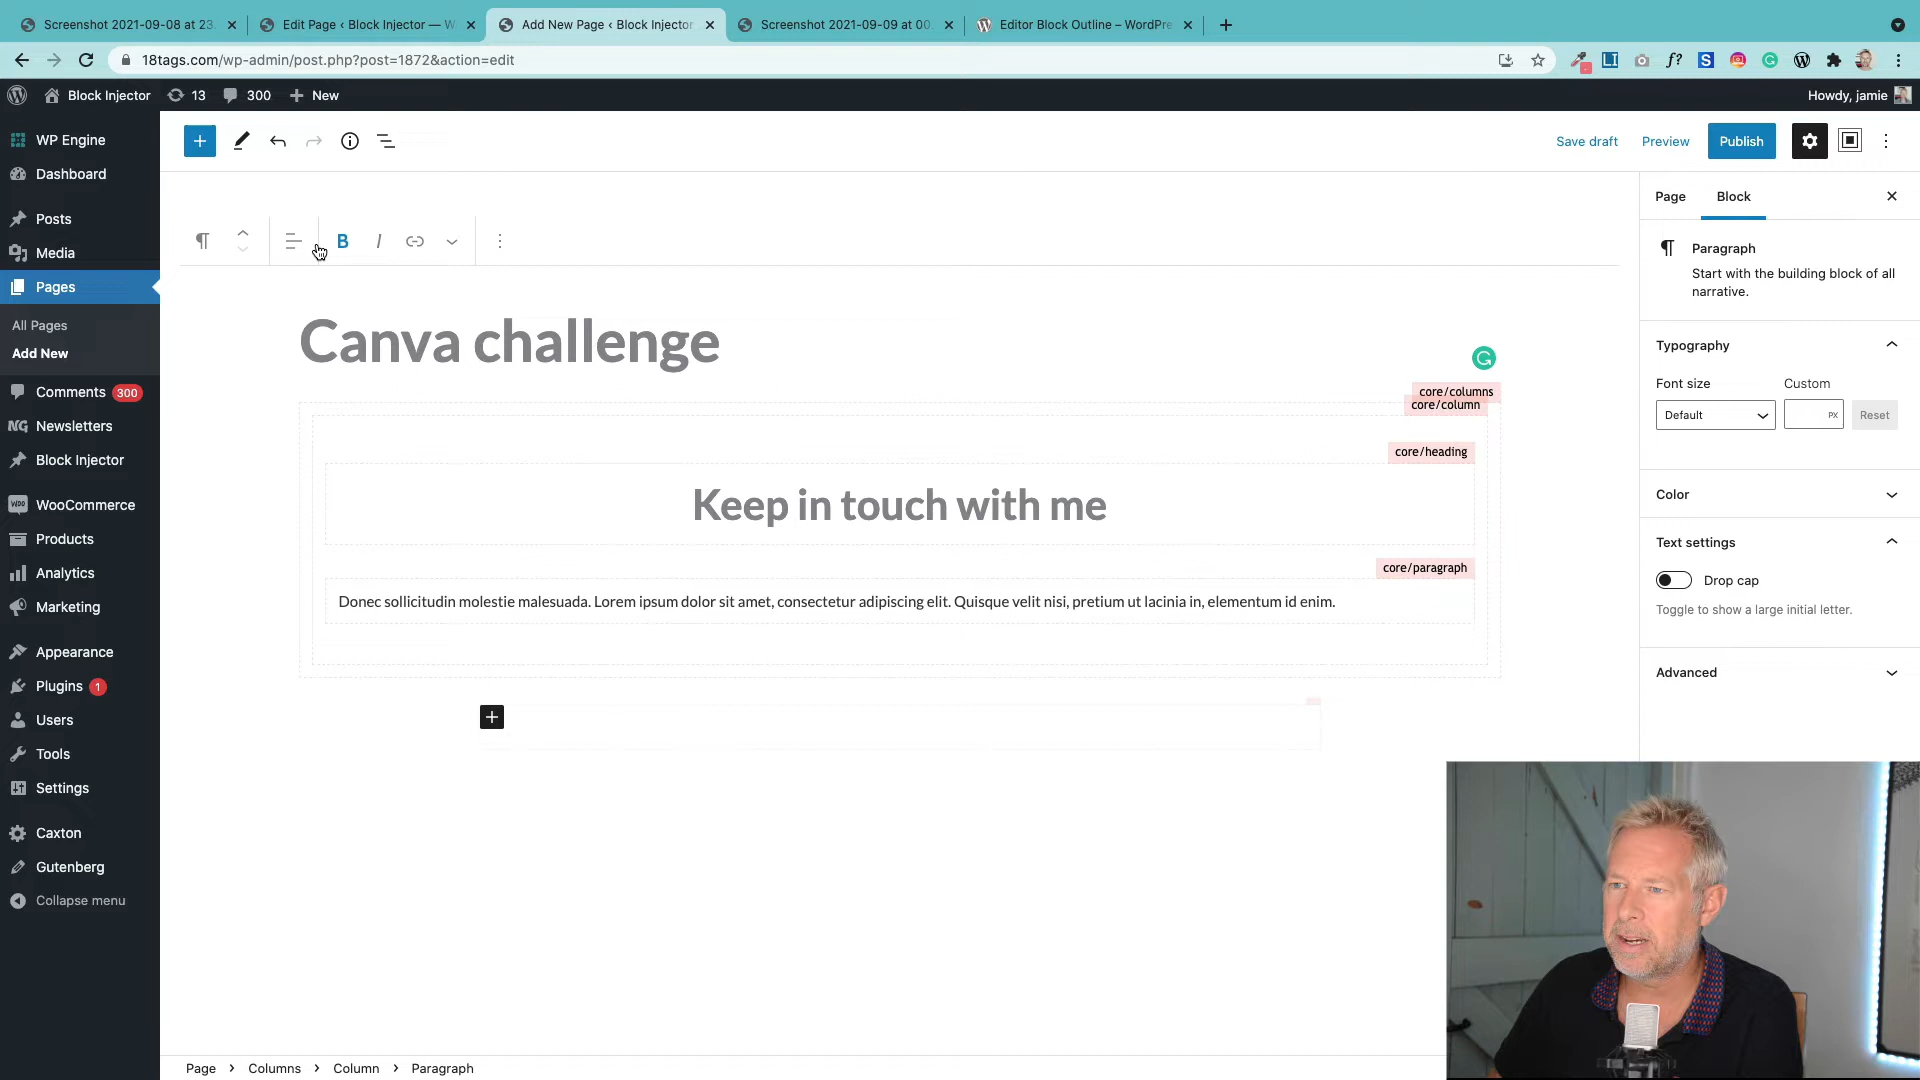 Screenshot 2021-09-08 at 23.
Edit Page ‹ Block Injector — W
Add New Page ‹ Block Injector
Screenshot 2021-09-09 at 00.
Editor Block Outline – WordPre
18tags.com/wp-admin/post.php?post=1872&action=edit
Block Injector
13
300
New
Howdy, jamie
WP Engine
Dashboard
Posts
Media
Pages
All Pages
Add New
Comments 300
Newsletters
Block Injector
WooCommerce
Products
Analytics
Marketing
Appearance
Plugins 1
Users
Tools
Settings
Caxton
Gutenberg
Collapse menu
Save draft
Preview
Publish
B
I
Canva challenge
core/columns
core/column
core/heading
Keep in touch with me
core/paragraph
Donec sollicitudin molestie malesuada. Lorem ipsum dolor sit amet, consectetur adipiscing elit. Quisque velit nisi, pretium ut lacinia in, elementum id enim.
Page
Block
Paragraph
Start with the building block of all
narrative.
Typography
Font size
Custom
Default
PX
Reset
Color
Text settings
Drop cap
Toggle to show a large initial letter.
Advanced
Page › Columns › Column › Paragraph